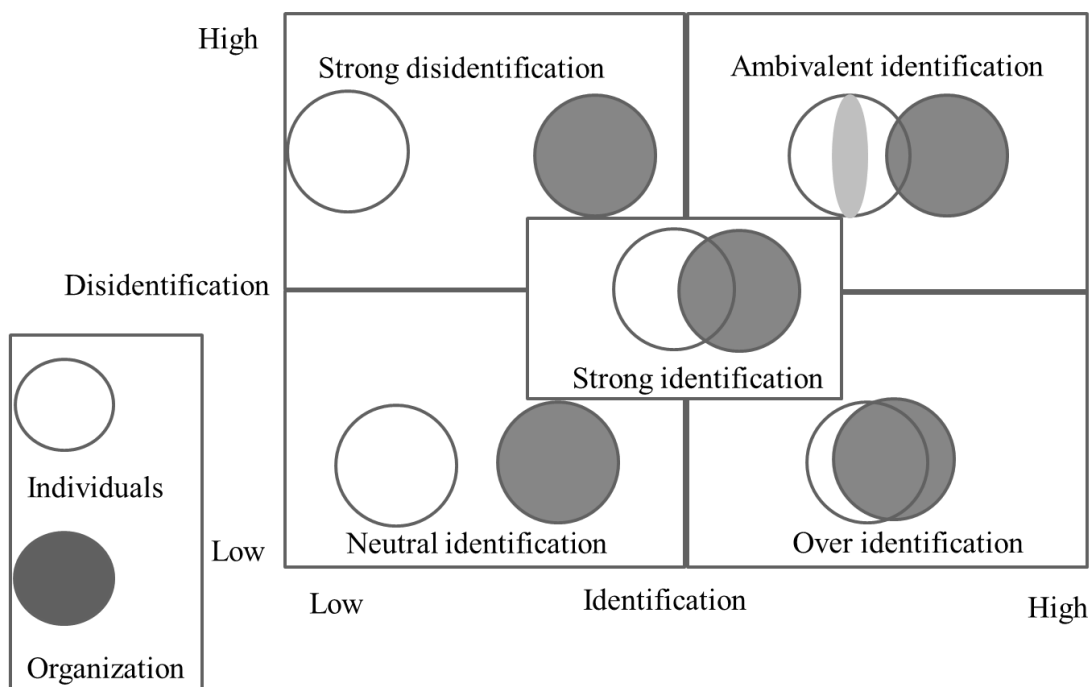 High
Strong disidentification
Ambivalent identification
Disidentification
Strong identification
Individuals
Neutral identification
Over identification
Low
Low
Identification
High
Organization